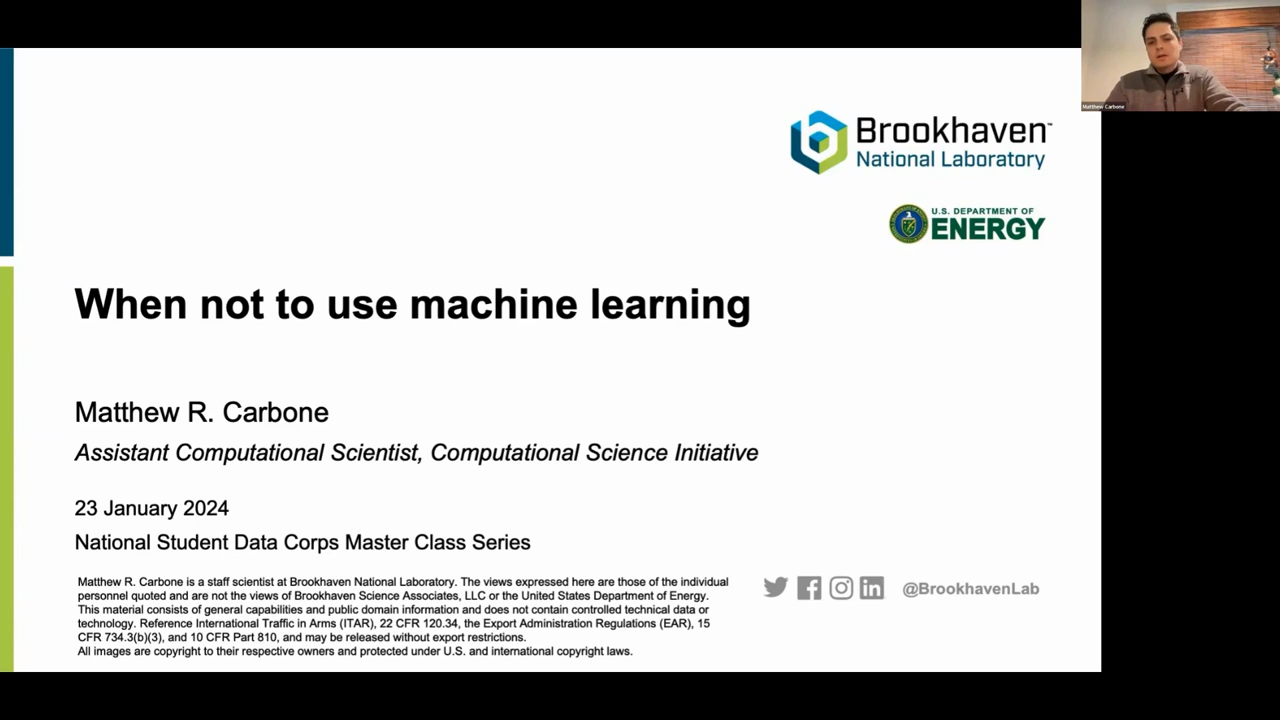 Matthew Carbone
Brookhaven™
National Laboratory
U.S. DEPARTMENT OF
ENERGY
When not to use machine learning
Matthew R. Carbone
Assistant Computational Scientist, Computational Science Initiative
23 January 2024
National Student Data Corps Master Class Series
Matthew R. Carbone is a staff scientist at Brookhaven National Laboratory. The views expressed here are those of the individual
personnel quoted and are not the views of Brookhaven Science Associates, LLC or the United States Department of Energy.
This material consists of general capabilities and public domain information and does not contain controlled technical data or
technology. Reference International Traffic in Arms (ITAR), 22 CFR 120.34, the Export Administration Regulations (EAR), 15
CFR 734.3(b)(3), and 10 CFR Part 810, and may be released without export restrictions.
All images are copyright to their respective owners and protected under U.S. and international copyright laws.
@BrookhavenLab